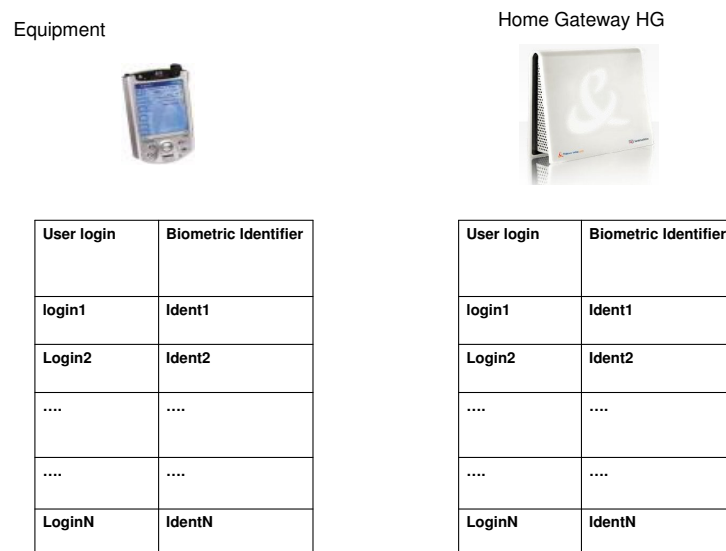 Equipment
Home Gateway HG
&
User login Biometric Identifier
login1 Ident1
Login2 Ident2
.... ....
.... ....
LoginN IdentN
User login Biometric Identifier
login1 Ident1
Login2 Ident2
.... ....
.... ....
LoginN IdentN